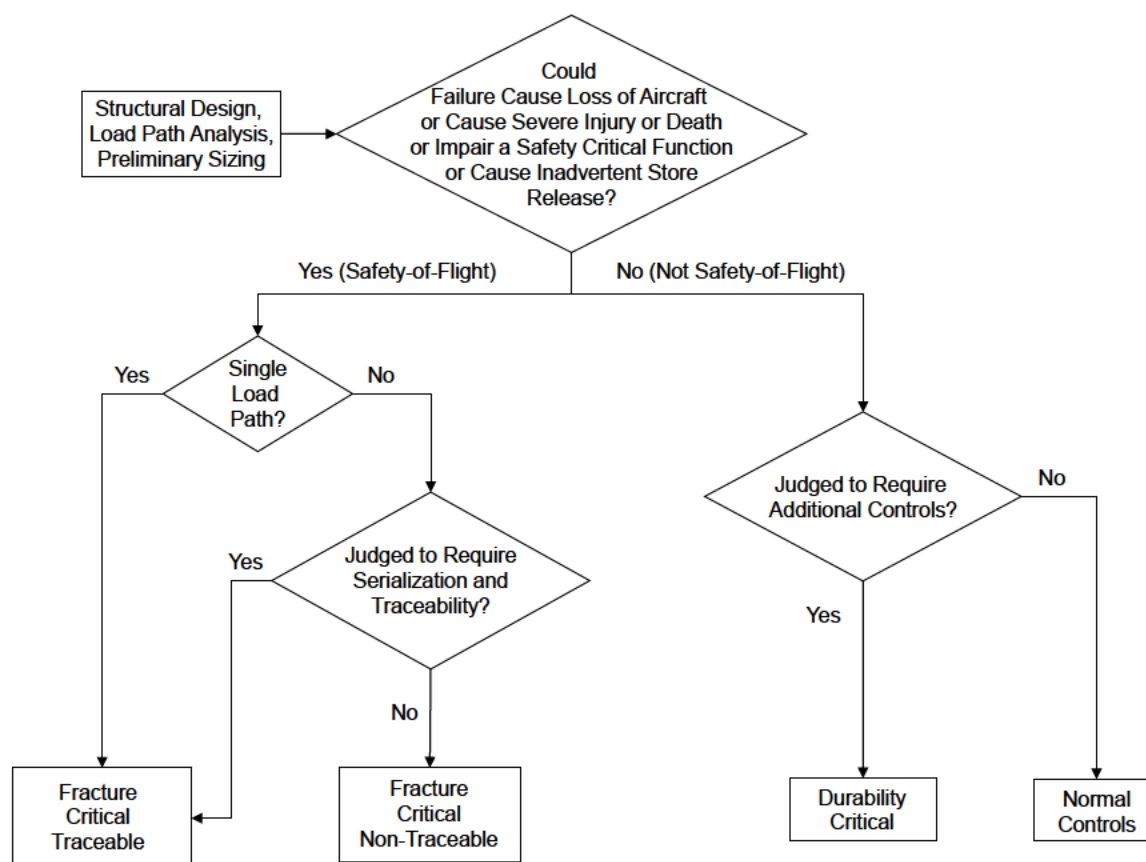 Could
Failure Cause Loss of Aircraft
or Cause Severe Injury or Death
or Impair a Safety Critical Function
or Cause Inadvertent Store
Release?
Structural Design,
Load Path Analysis,
Preliminary Sizing
Yes (Safety-of-Flight)
No (Not Safety-of-Flight)
Yes
Single
Load
Path?
No
Judged to Require
Additional Controls?
No
Yes
Judged to Require
Serialization and
Traceability?
Yes
No
Fracture
Critical
Traceable
Fracture
Critical
Non-Traceable
Durability
Critical
Normal
Controls